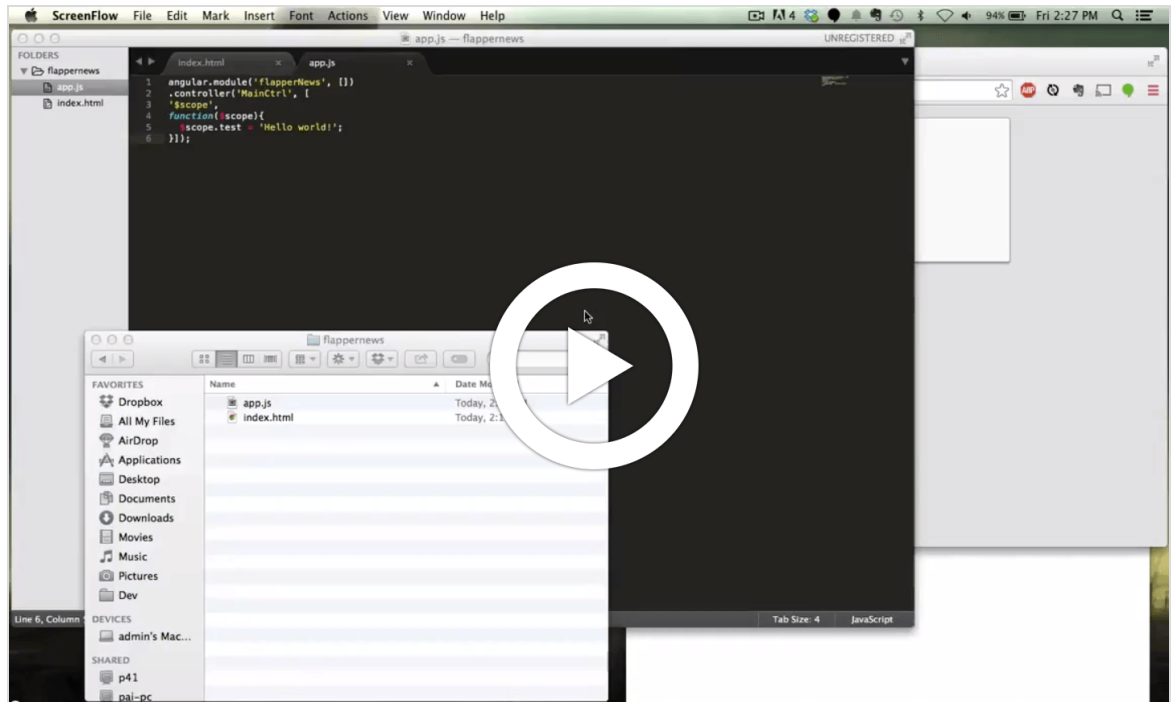 ScreenFlow File Edit Mark Insert Font Actions View Window Help
4 94% Fri 2:27 PM
app.js — flappernews
UNREGISTERED
FOLDERS
flappernews
app.js
index.html
index.html
app.js
1 angular.module('flapperNews', [])
2 .controller('MainCtrl', [
3 '$scope',
4 function($scope){
5 $scope.test = 'Hello world!';
6 }]);
ABP
flappernews
FAVORITES
Dropbox
All My Files
AirDrop
Applications
Desktop
Documents
Downloads
Movies
Music
Pictures
Dev
DEVICES
admin's Mac...
SHARED
p41
pai-pc
Name
Date
app.js
Today,
index.html
Today,
Line 6, Column
Tab Size: 4
JavaScript